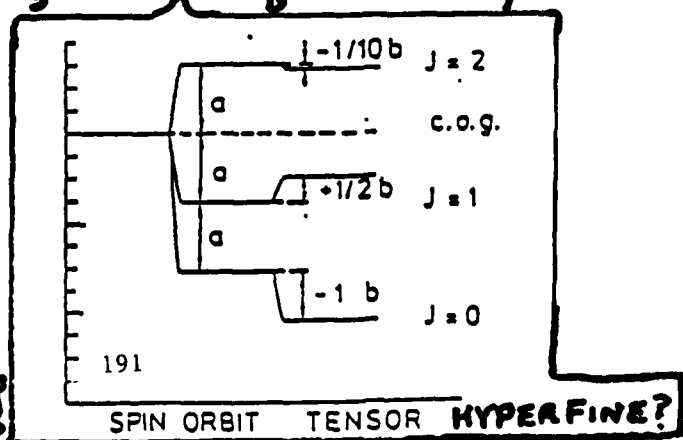 -1/10 b J = 2
a c.o.g.
a +1/2 b J = 1
a
-1 b J = 0
191
SPIN ORBIT TENSOR HYPERFINE?